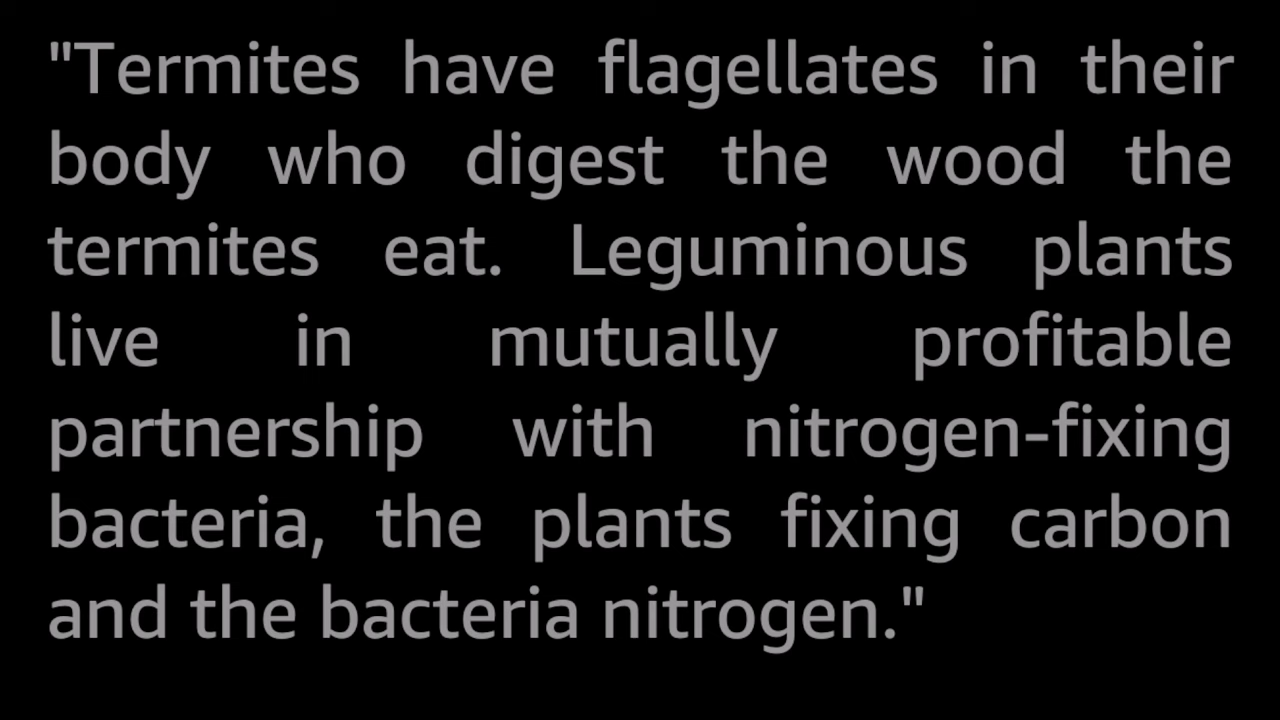 "Termites have flagellates in their
body who digest the wood the
termites eat. Leguminous plants
live in mutually profitable
partnership with nitrogen-fixing
bacteria, the plants fixing carbon
and the bacteria nitrogen."